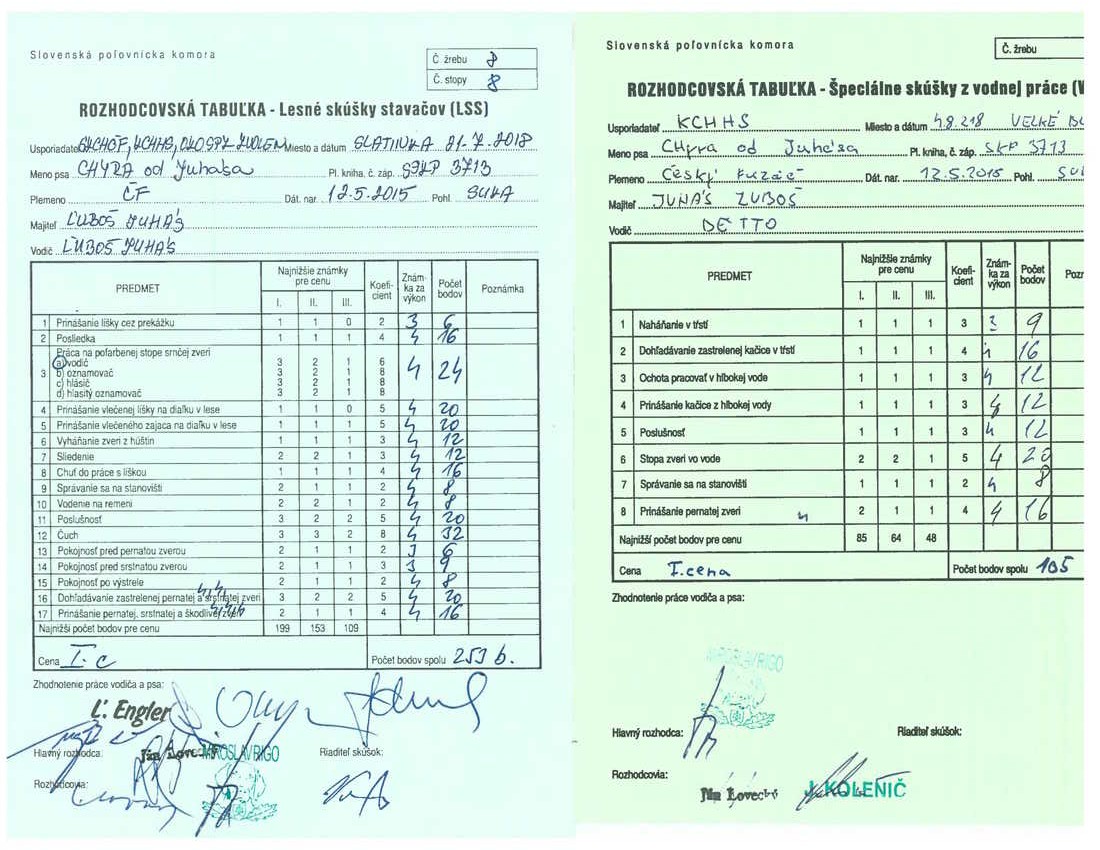 Slovenská poľovnícka komora
Č. žrebu 8
Č. stopy 8
ROZHODCOVSKÁ TABUĽKA - Lesné skúšky stavačov (LSS)
Usporiadateľ Miesto a dátum SLATINKA 21.7.2018
Meno psa CHYRA od Juhása Pl. kniha, č. záp. SPKP 3713
Plemeno ČF Dát. nar. 12.5.2015 Pohl. SUKA
Majiteľ ĽUBOŠ JUHÁS
Vodič ĽUBOŠ JUHÁS
PREDMET Najnižšie známky pre cenu I. II. III. Koeficient Známka za výkon Počet bodov Poznámka
1 Prinášanie líšky cez prekážku 1 1 0 2 3 6
2 Posliedka 1 1 1 4 4 16
3 Práca na pofarbenej stope srnčej zveri 4 24
a) vodič 3 2 1 6
b) oznamovač 3 2 1 8
c) hlásič 3 2 1 8
d) hlasitý oznamovač 3 2 1 8
4 Prinášanie vlečenej líšky na diaľku v lese 1 1 0 5 4 20
5 Prinášanie vlečeného zajaca na diaľku v lese 1 1 1 5 4 20
6 Vyháňanie zveri z húštin 1 1 1 3 4 12
7 Sliedenie 2 2 1 3 4 12
8 Chuť do práce s líškou 1 1 1 4 4 16
9 Správanie sa na stanovišti 2 1 1 2 4 8
10 Vodenie na remeni 2 2 1 2 4 8
11 Poslušnosť 3 2 2 5 4 20
12 Čuch 3 3 2 8 4 32
13 Pokojnosť pred pernatou zverou 2 1 1 2 3 6
14 Pokojnosť pred srstnatou zverou 2 1 1 3 3 9
15 Pokojnosť po výstrele 2 1 1 2 4 8
16 Dohľadávanie zastrelenej pernatej a srstnatej zveri 4/4 3 2 2 5 4 20
17 Prinášanie pernatej, srstnatej a škodlivej zveri 4/4/4 2 1 1 4 4 16
Najnižší počet bodov pre cenu 199 153 109
Cena I. c Počet bodov spolu 253 b.
Zhodnotenie práce vodiča a psa:
Ľ. Engler
Hlavný rozhodca: Ján Lovecký MIROSLAV RIGO Riaditeľ skúšok:
Rozhodcovia:
Slovenská poľovnícka komora
Č. žrebu
ROZHODCOVSKÁ TABUĽKA - Špeciálne skúšky z vodnej práce (V
Usporiadateľ KCHHS Miesto a dátum 4.8.218 VELKÉ
Meno psa CHyra od Juhása Pl. kniha, č. záp. SKP 3713
Plemeno Český Fuzáč Dát. nar. 12.5.2015 Pohl. SU
Majiteľ JUHÁS ĽUBOŠ
Vodič DETTO
PREDMET Najnižšie známky pre cenu I. II. III. Koeficient Známka za výkon Počet bodov Poz
1 Naháňanie v tŕstí 1 1 1 3 3 9
2 Dohľadávanie zastrelenej kačice v tŕstí 1 1 1 4 4 16
3 Ochota pracovať v hlbokej vode 1 1 1 3 4 12
4 Prinášanie kačice z hlbokej vody 1 1 1 3 4 12
5 Poslušnosť 1 1 1 3 4 12
6 Stopa zveri vo vode 2 2 1 5 4 20
7 Správanie sa na stanovišti 1 1 1 2 4 8
8 Prinášanie pernatej zveri 4 2 1 1 4 4 16
Najnižší počet bodov pre cenu 85 64 48
Cena I. cena Počet bodov spolu 105
Zhodnotenie práce vodiča a psa:
MIROSLAV RIGO
Hlavný rozhodca: Riaditeľ skúšok:
Rozhodcovia:
Ján Lovecký J. KOLENIČ